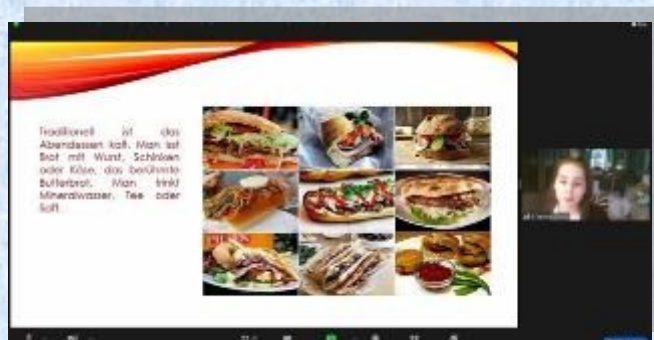 Traditionell ist das
Abendessen kalt. Man isst
Brot mit Wurst, Schinken
oder Käse, das berühmte
Butterbrot. Man trinkt
Mineralwasser, Tee oder
Saft.